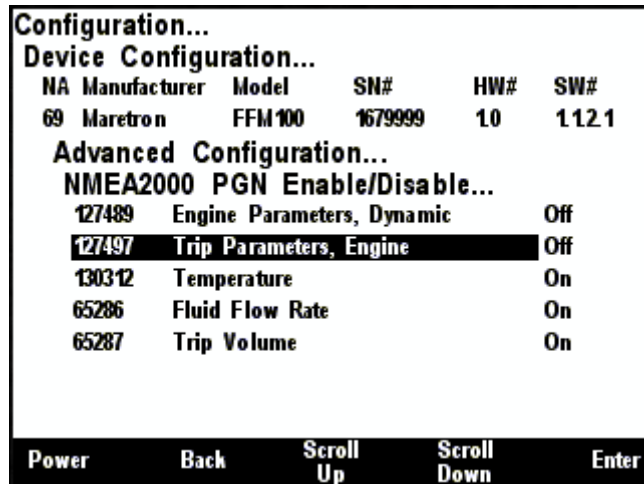 Configuration...
Device Configuration...
NA Manufacturer Model SN# HW# SW#
69 Maretron FFM100 1679999 1.0 1.1.2.1
Advanced Configuration...
NMEA2000 PGN Enable/Disable...
127489 Engine Parameters, Dynamic Off
127497 Trip Parameters, Engine Off
130312 Temperature On
65286 Fluid Flow Rate On
65287 Trip Volume On
Power Back Scroll Up Scroll Down Enter